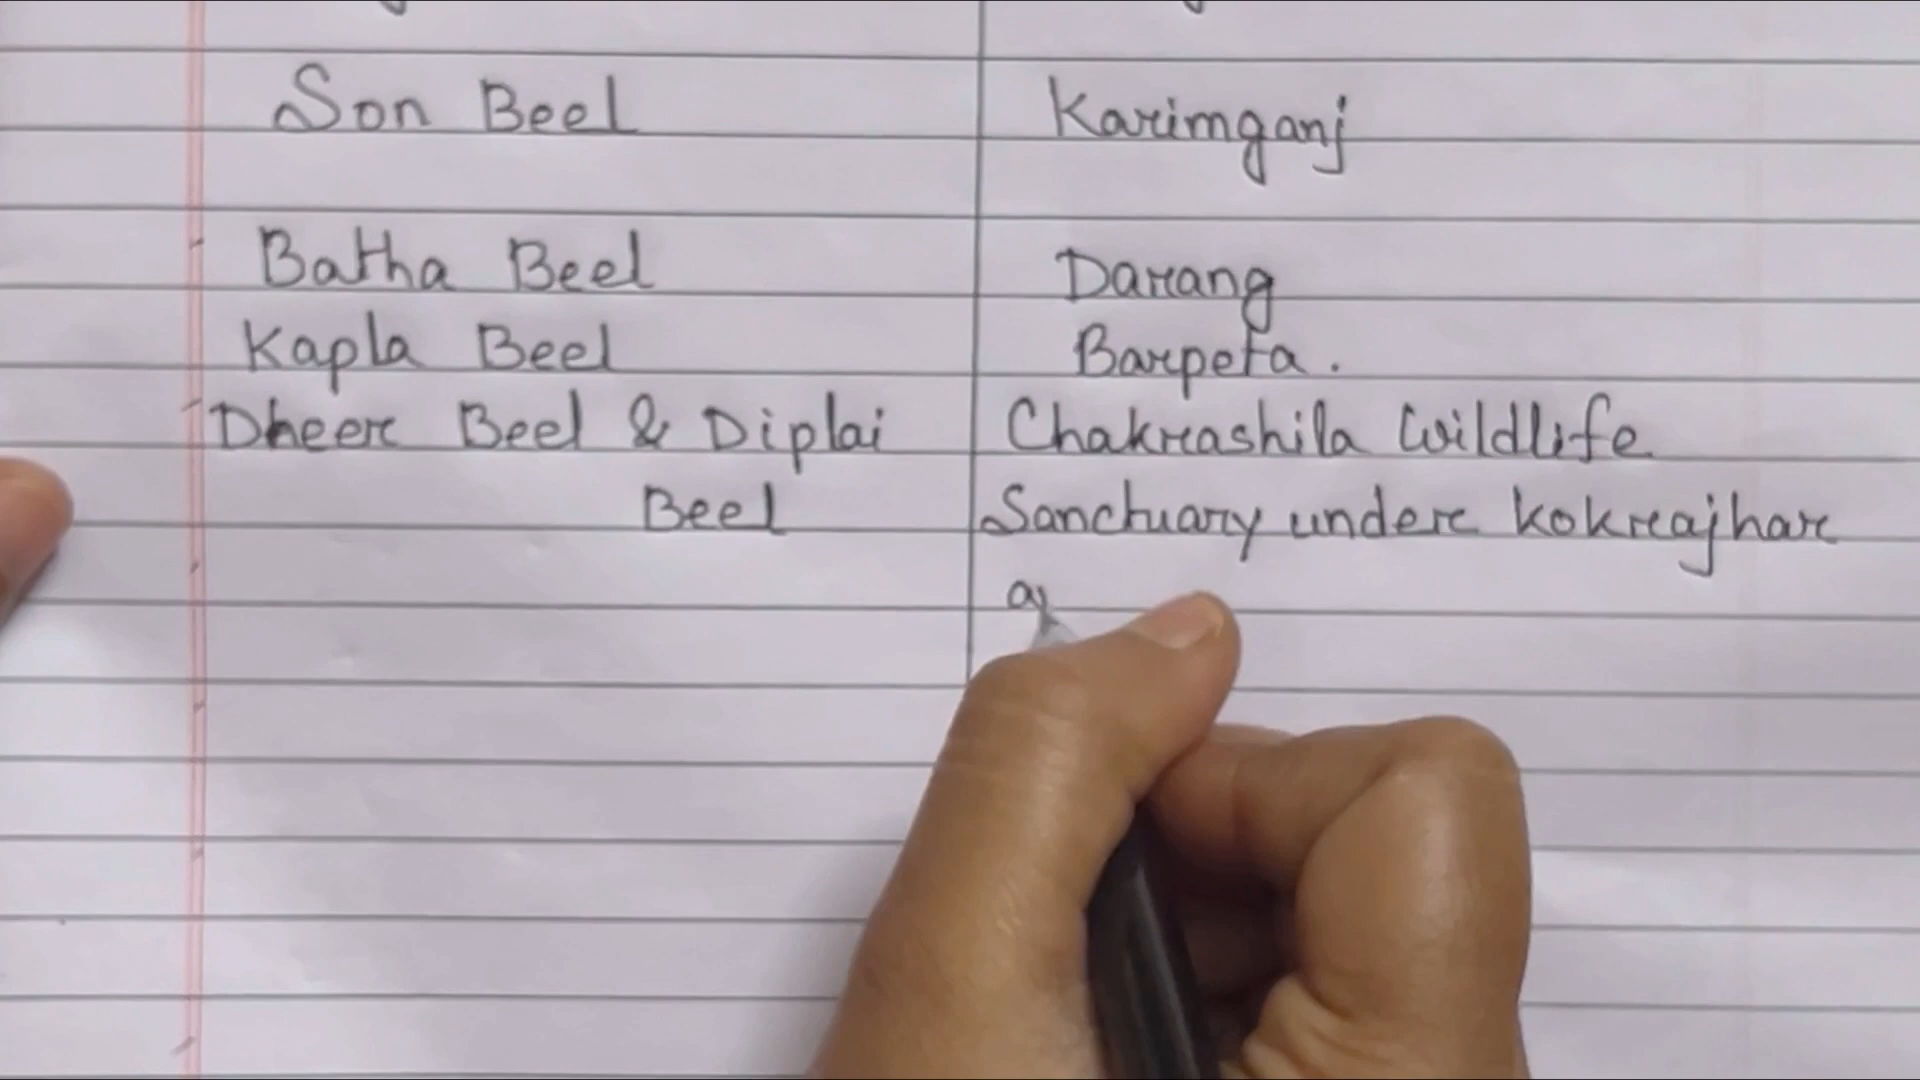 Son Beel Karimganj
Batha Beel Darang
Kapla Beel Barpeta.
Dheer Beel & Diplai Chakrashila Wildlife
Beel Sanctuary under Kokrajhar